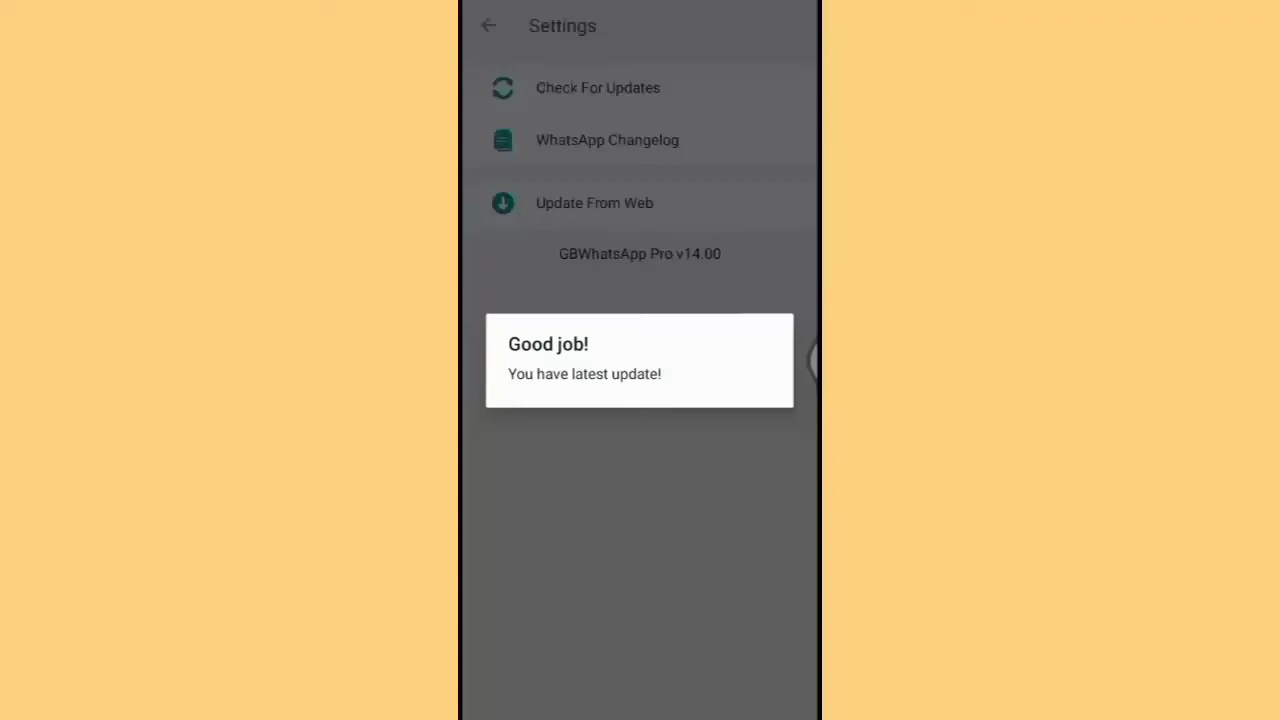 Settings
Check For Updates
WhatsApp Changelog
Update From Web
GBWhatsApp Pro v14.00
Good job!
You have latest update!